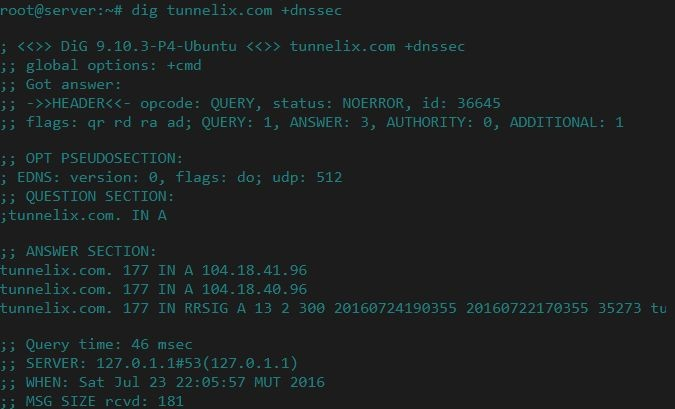 root@server:~# dig tunnelix.com +dnssec
; <<>> DiG 9.10.3-P4-Ubuntu <<>> tunnelix.com +dnssec
;; global options: +cmd
;; Got answer:
;; ->>HEADER<<- opcode: QUERY, status: NOERROR, id: 36645
;; flags: qr rd ra ad; QUERY: 1, ANSWER: 3, AUTHORITY: 0, ADDITIONAL: 1
;; OPT PSEUDOSECTION:
; EDNS: version: 0, flags: do; udp: 512
;; QUESTION SECTION:
;tunnelix.com. IN A
;; ANSWER SECTION:
tunnelix.com. 177 IN A 104.18.41.96
tunnelix.com. 177 IN A 104.18.40.96
tunnelix.com. 177 IN RRSIG A 13 2 300 20160724190355 20160722170355 35273 tu
;; Query time: 46 msec
;; SERVER: 127.0.1.1#53(127.0.1.1)
;; WHEN: Sat Jul 23 22:05:57 MUT 2016
;; MSG SIZE rcvd: 181